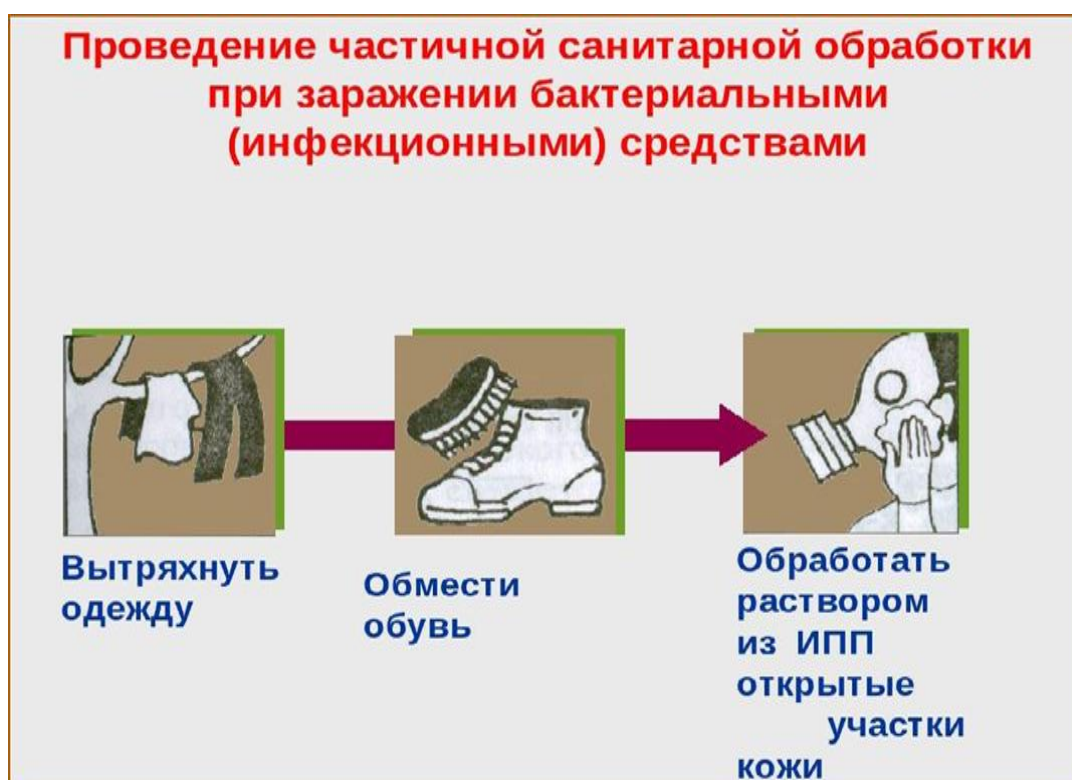 Проведение частичной санитарной обработки
при заражении бактериальными
(инфекционными) средствами
Вытряхнуть
одежду
Обмести
обувь
Обработать
раствором
из ИПП
открытые
участки
кожи